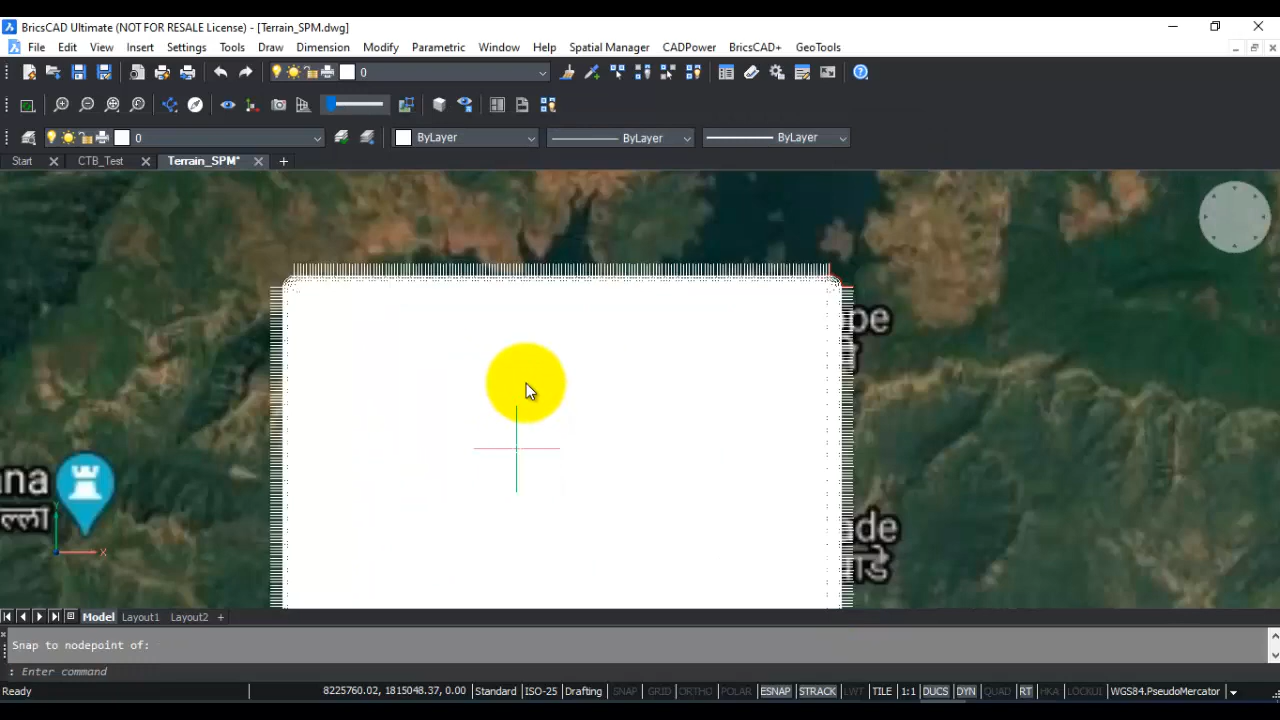 BricsCAD Ultimate (NOT FOR RESALE License) - [Terrain_SPM.dwg]
File Edit View Insert Settings Tools Draw Dimension Modify Parametric Window Help Spatial Manager CADPower BricsCAD+ GeoTools
0
0 ByLayer ByLayer ByLayer
Start CTB_Test Terrain_SPM*
pe
ana
ल्ला
ode
गाडे
Y
X
Model Layout1 Layout2 +
Snap to nodepoint of:
: Enter command
Ready 8225760.02, 1815048.37, 0.00 Standard ISO-25 Drafting SNAP GRID ORTHO POLAR ESNAP STRACK LWT TILE 1:1 DUCS DYN QUAD RT HKA LOCKUI WGS84.PseudoMercator